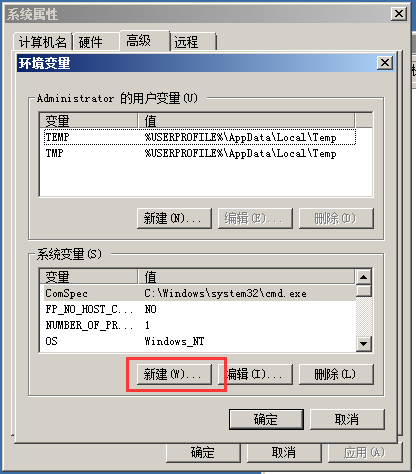 系统属性
计算机名 硬件 高级 远程
环境变量
Administrator 的用户变量(U)
变量 值
TEMP %USERPROFILE%\AppData\Local\Temp
TMP %USERPROFILE%\AppData\Local\Temp
新建(N)... 编辑(E)... 删除(D)
系统变量(S)
变量 值
ComSpec C:\Windows\system32\cmd.exe
FP_NO_HOST_C... NO
NUMBER_OF_PR... 1
OS Windows_NT
新建(W)... 编辑(I)... 删除(L)
确定 取消
确定 取消 应用(A)